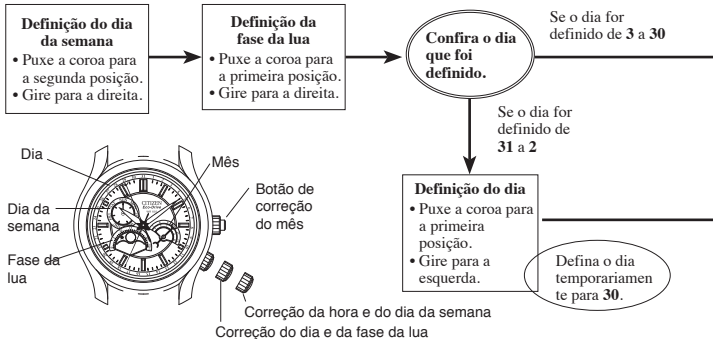 Definição do dia
da semana
• Puxe a coroa para
a segunda posição.
• Gire para a direita.
Definição da
fase da lua
• Puxe a coroa para
a primeira posição.
• Gire para a direita.
Confira o dia
que foi
definido.
Se o dia for
definido de 3 a 30
Se o dia for
definido de
31 a 2
Definição do dia
• Puxe a coroa para
a primeira
posição.
• Gire para a
esquerda.
Defina o dia
temporariamen
te para 30.
Dia
Mês
Dia da
semana
Fase da
lua
Botão de
correção
do mês
CITIZEN
Eco-Drive
Correção da hora e do dia da semana
Correção do dia e da fase da lua